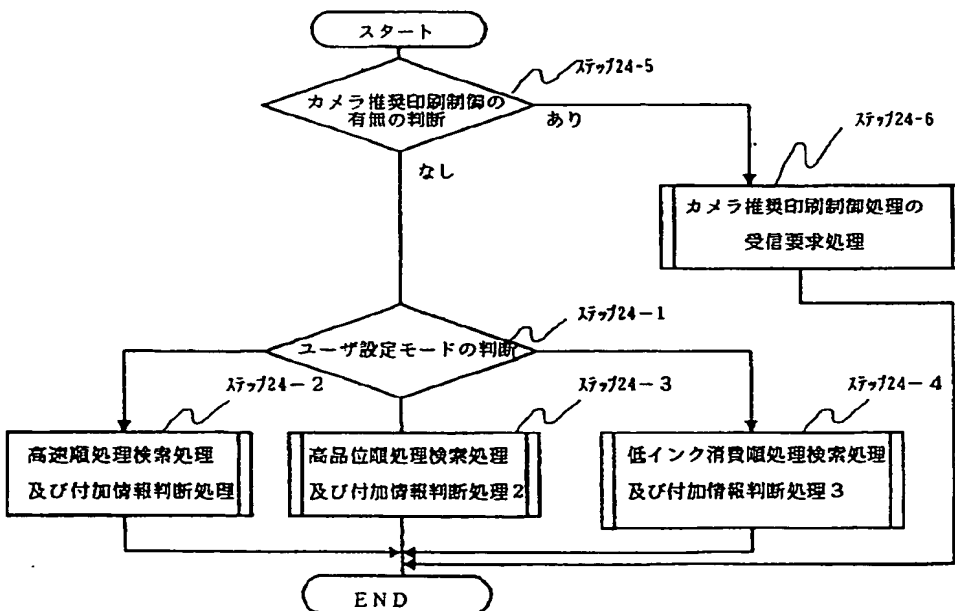 スタート
ステップ24-5
カメラ推奨印刷制御の
有無の判断
あり
なし
ステップ24-6
カメラ推奨印刷制御処理の
受信要求処理
ステップ24-1
ユーザ設定モードの判断
ステップ24-2
ステップ24-3
ステップ24-4
高速順処理検索処理
及び付加情報判断処理
高品位順処理検索処理
及び付加情報判断処理2
低インク消費順処理検索処理
及び付加情報判断処理3
END